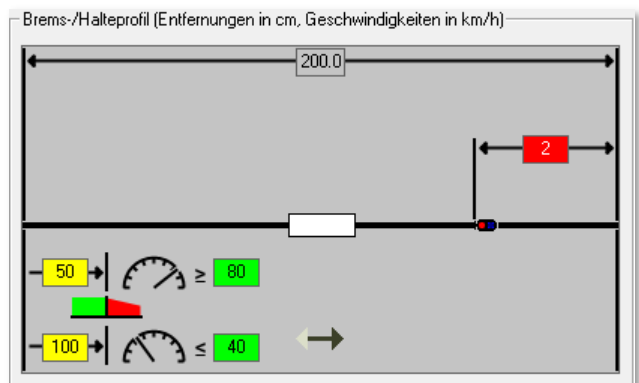 Brems-/Halteprofil (Entfernungen in cm, Geschwindigkeiten in km/h)
200.0
2
50 ≥ 80
100 ≤ 40